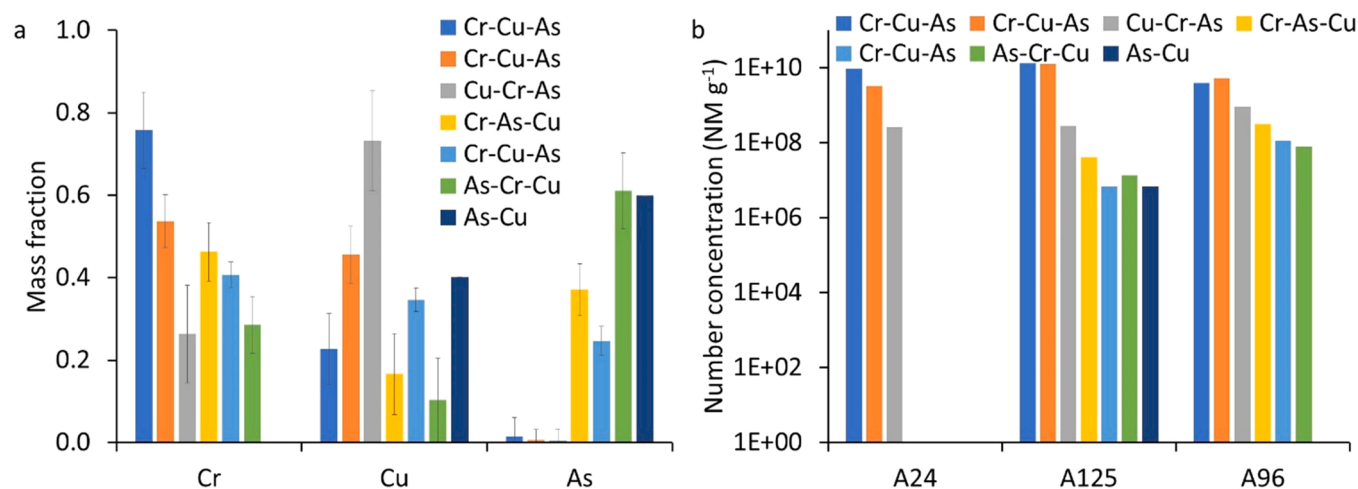 a
Mass fraction
1.0
0.8
0.6
0.4
0.2
0.0
Cr-Cu-As
Cr-Cu-As
Cu-Cr-As
Cr-As-Cu
Cr-Cu-As
As-Cr-Cu
As-Cu
Cr Cu As
b
Cr-Cu-As Cr-Cu-As Cu-Cr-As Cr-As-Cu
Cr-Cu-As As-Cr-Cu As-Cu
Number concentration (NM g⁻¹)
1E+10
1E+08
1E+06
1E+04
1E+02
1E+00
A24 A125 A96